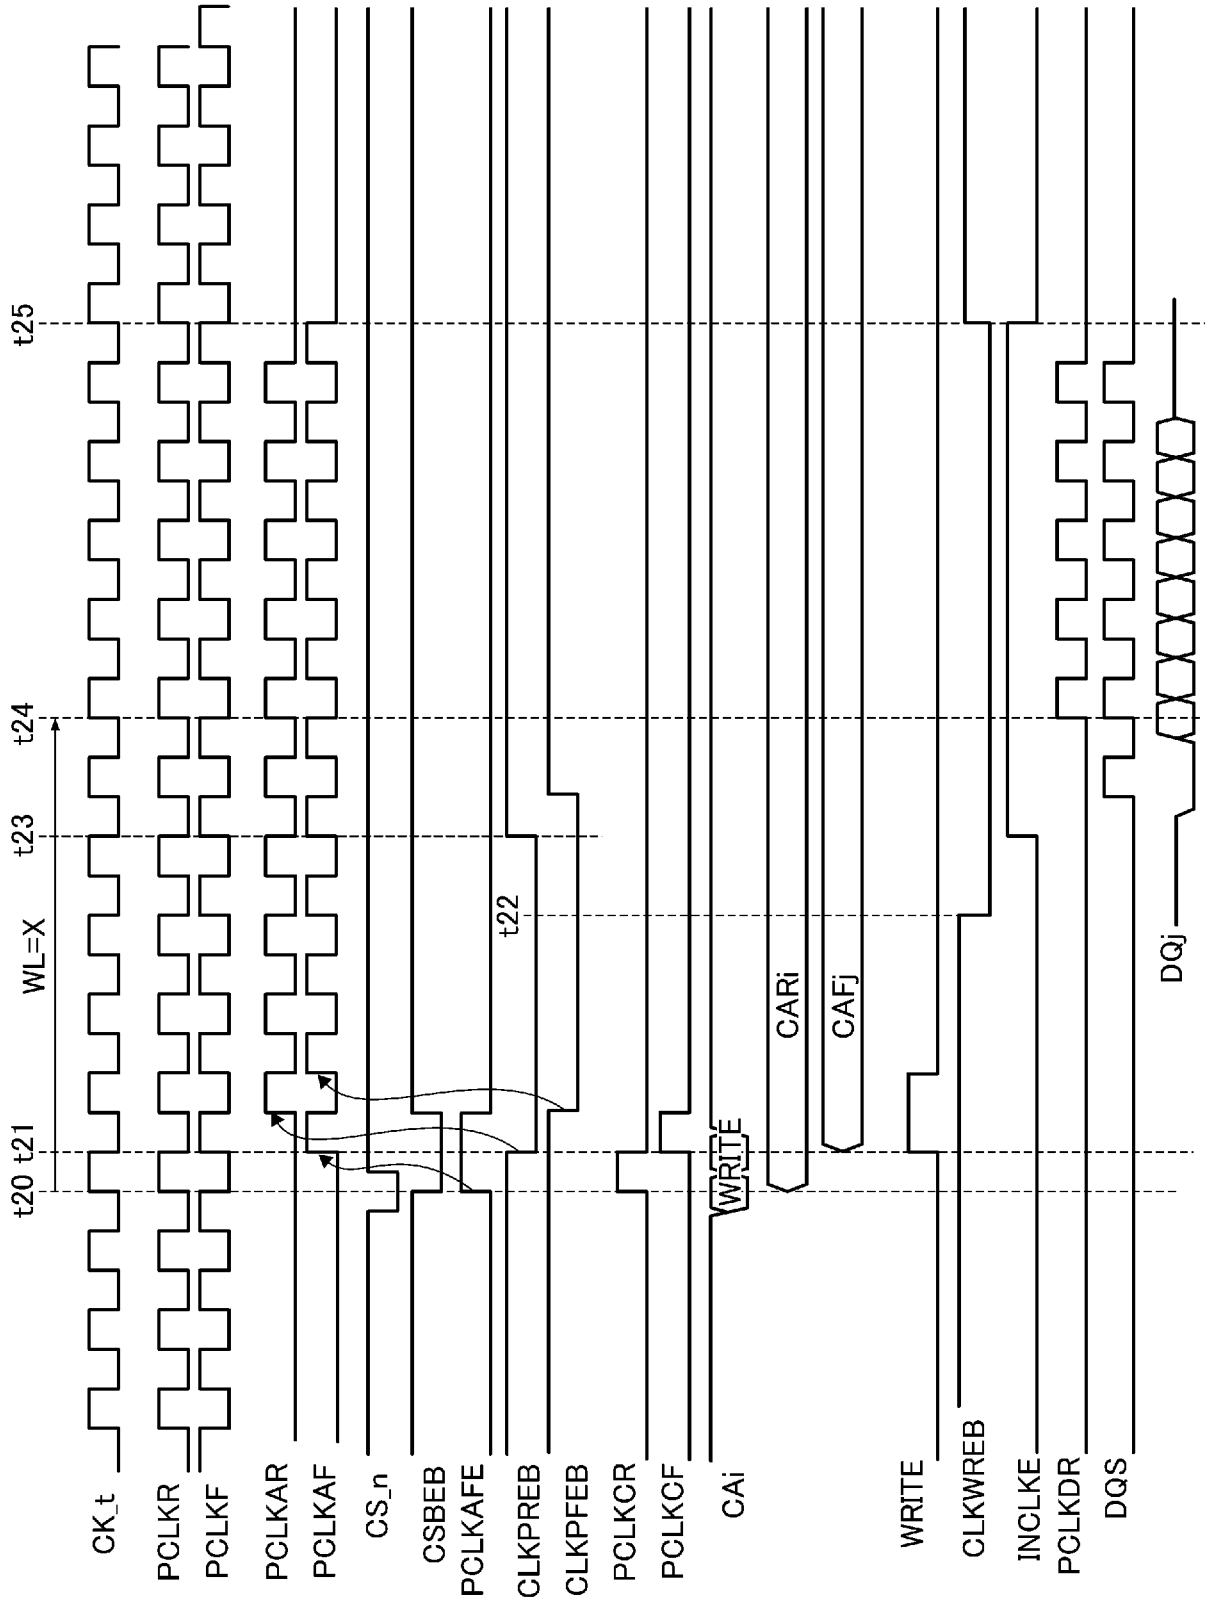 WL=X
t20
t21
t23
t24
t25
CK_t
PCLKR
PCLKF
PCLKAR
PCLKAF
CS_n
CSBEB
PCLKAFE
CLKPREB
t22
CLKPFEB
PCLKCR
PCLKCF
CAi
WRITE
CARi
CAFj
WRITE
CLKWREB
INCLKE
PCLKDR
DQS
DQj